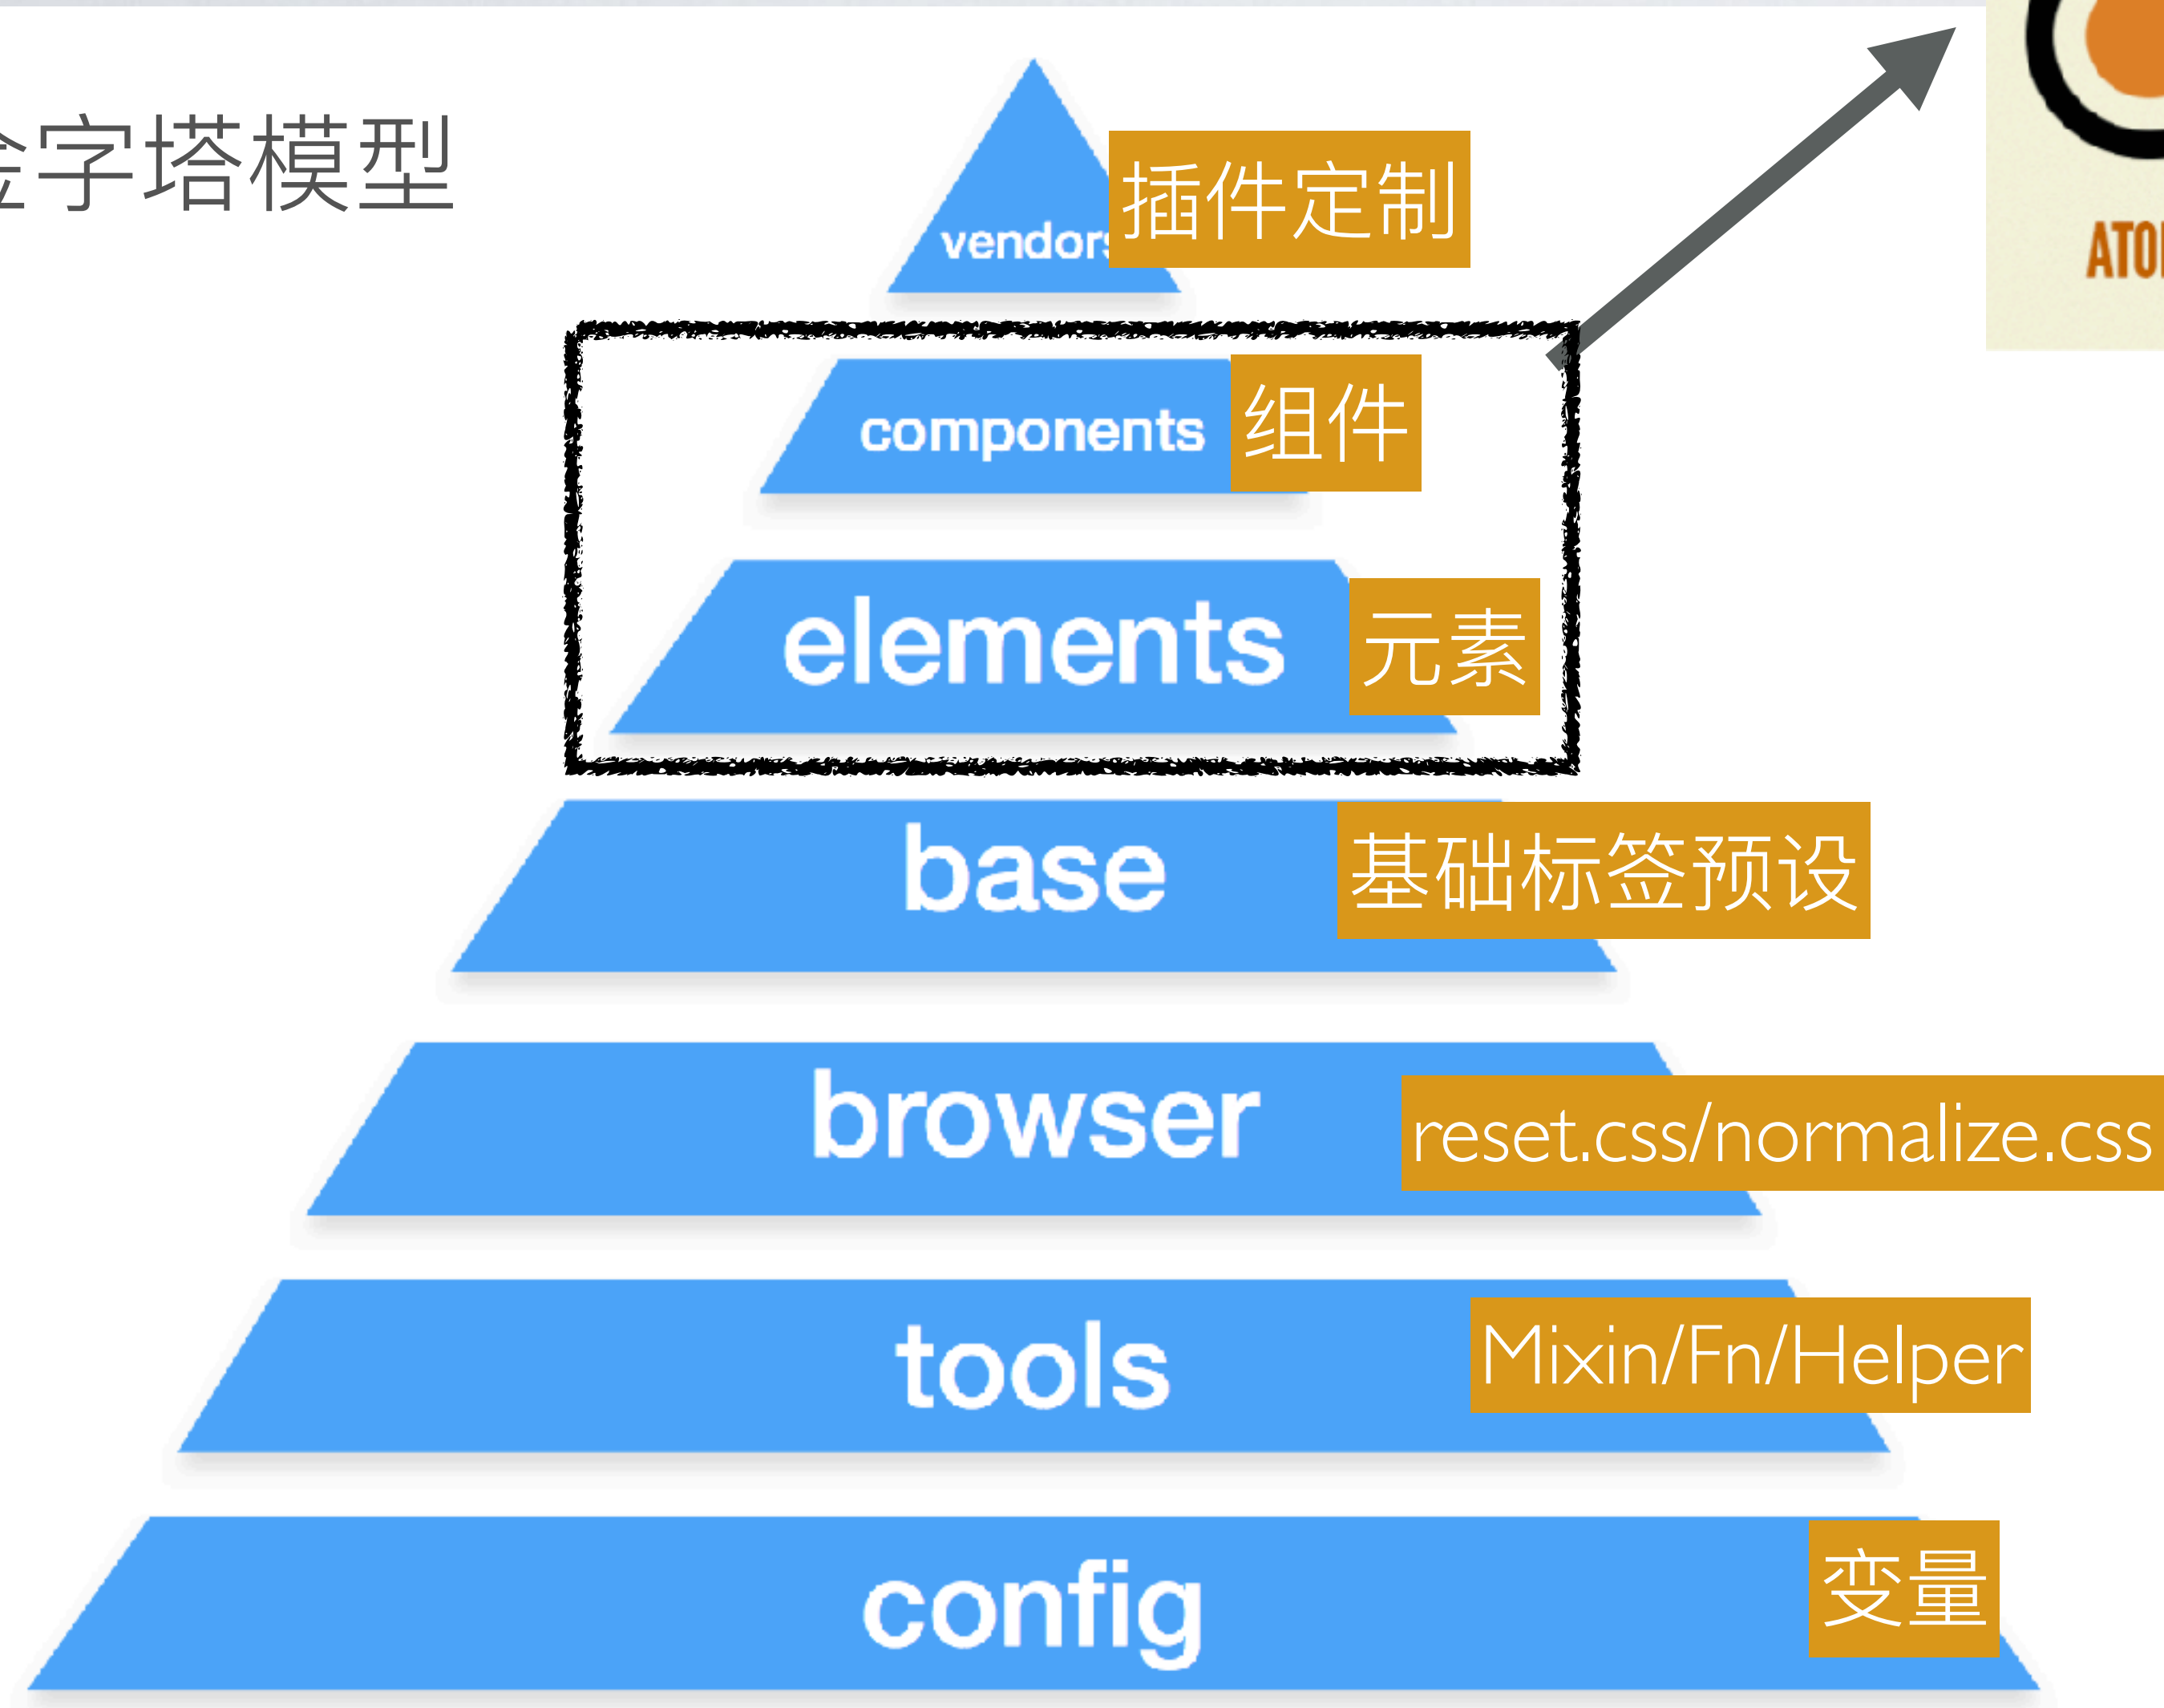 金字塔模型
vendors
插件定制
components
组件
elements
元素
base
基础标签预设
browser
reset.css/normalize.css
tools
Mixin/Fn/Helper
config
变量